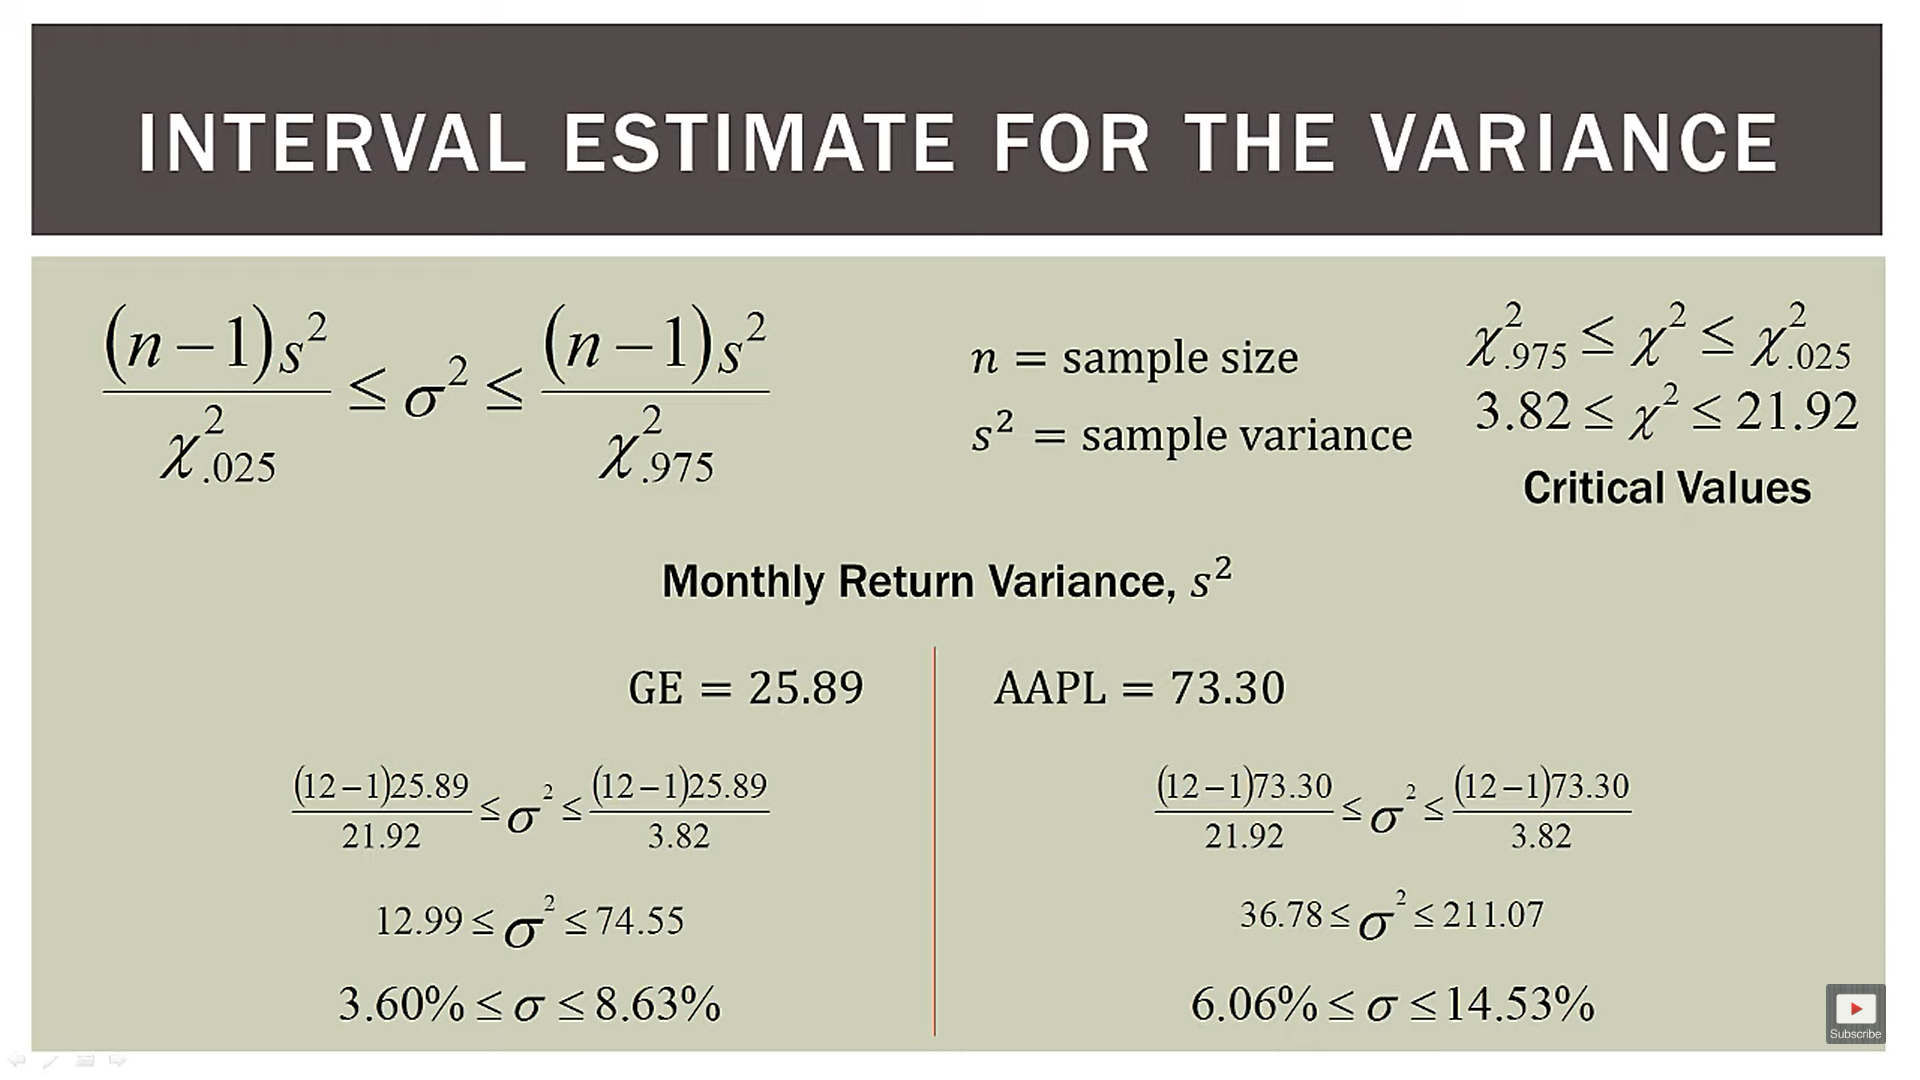 INTERVAL ESTIMATE FOR THE VARIANCE
(n−1)s² / χ².025 ≤ σ² ≤ (n−1)s² / χ².975
n = sample size
s² = sample variance
χ².975 ≤ χ² ≤ χ².025
3.82 ≤ χ² ≤ 21.92
Critical Values
Monthly Return Variance, s²
GE = 25.89
(12−1)25.89 / 21.92 ≤ σ² ≤ (12−1)25.89 / 3.82
12.99 ≤ σ² ≤ 74.55
3.60% ≤ σ ≤ 8.63%
AAPL = 73.30
(12−1)73.30 / 21.92 ≤ σ² ≤ (12−1)73.30 / 3.82
36.78 ≤ σ² ≤ 211.07
6.06% ≤ σ ≤ 14.53%
Subscribe